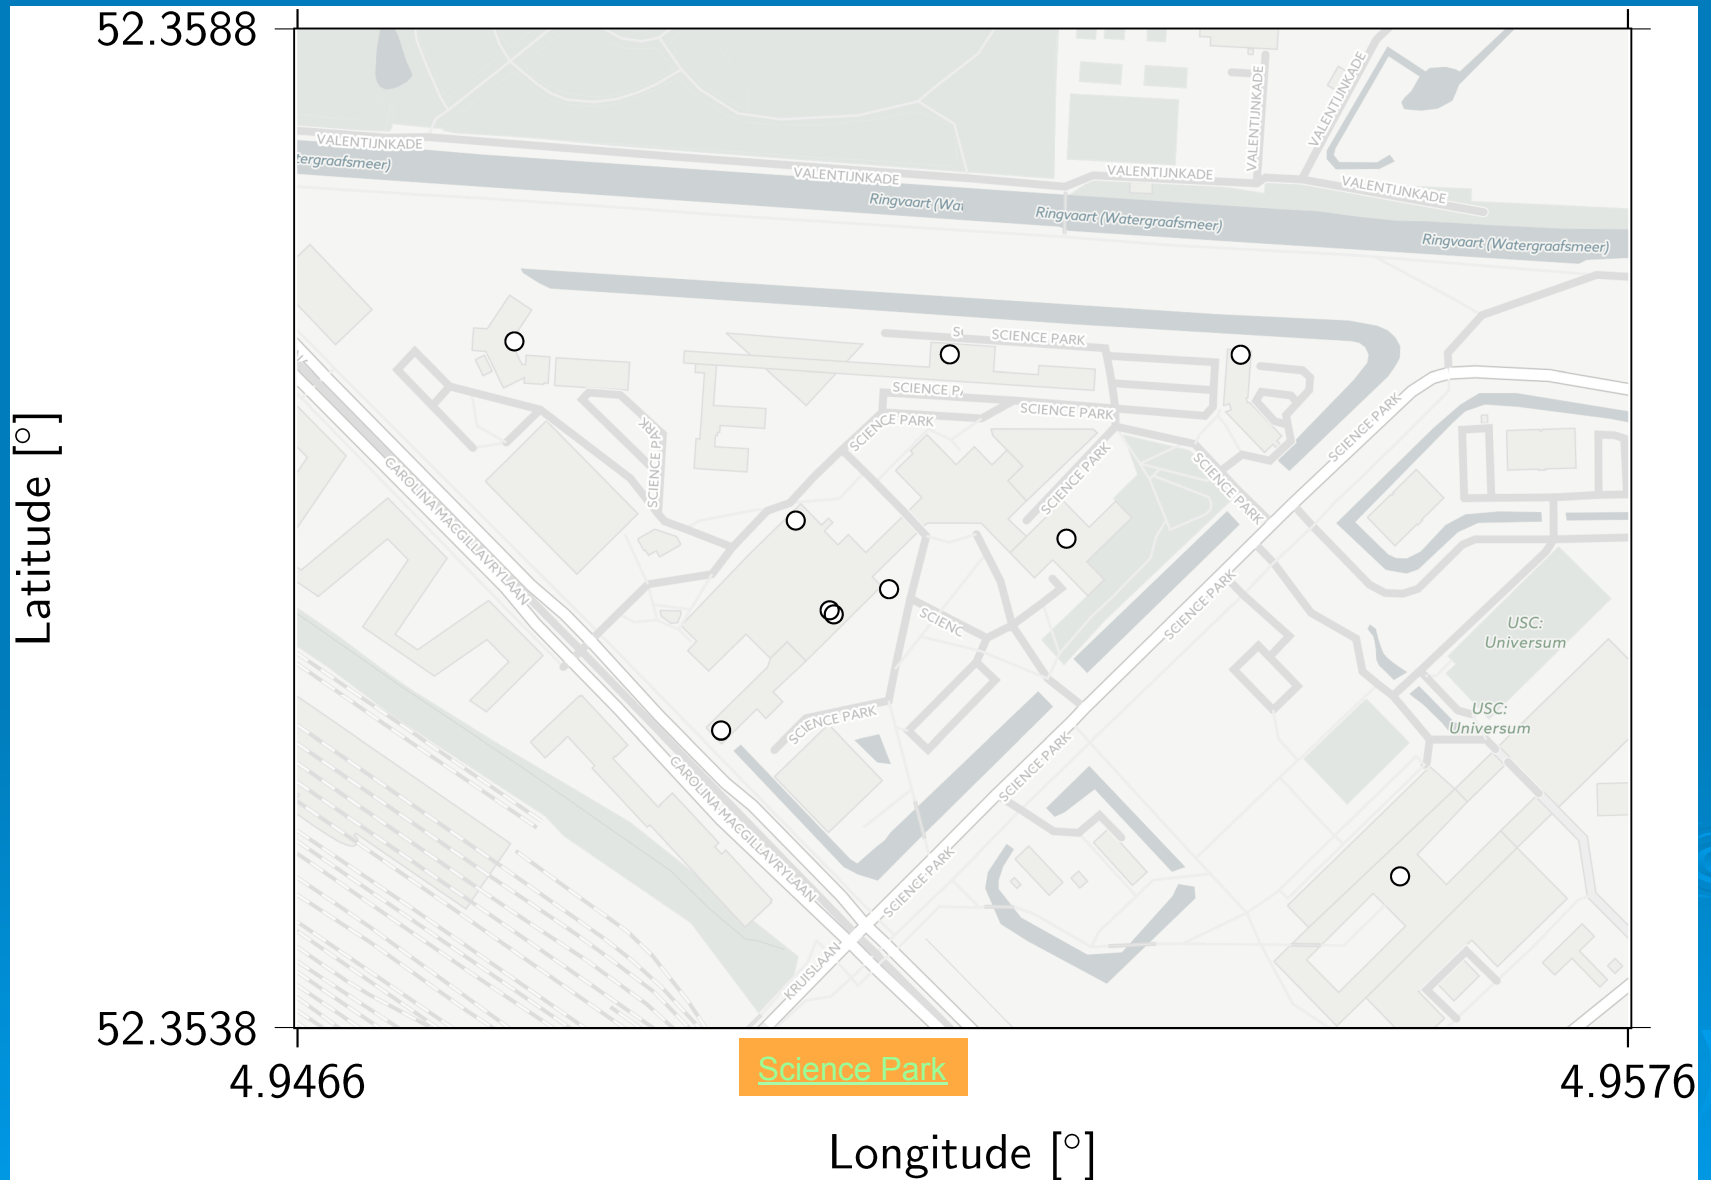 52.3588
VALENTIJNKADE
VALENTIJNKADE
VALENTIJNKADE
tergraafsmeer)
VALENTIJNKADE
VALENTIJNKADE
VALENTIJNKADE
Ringvaart (Wat
Ringvaart (Watergraafsmeer)
Ringvaart (Watergraafsmeer)
SCIENCE PARK
SCIENCE P
SCIENCE PARK
SCIENCE PARK
SCIENCE PARK
SCIENCE PARK
SCIENCE PARK
SCIENCE PARK
SCIENCE PARK
CAROLINA MACGILLAVRYLAAN
Latitude [°]
SCIENC
SCIENCE PARK
USC:
Universum
USC:
Universum
SCIENCE PARK
SCIENCE PARK
CAROLINA MACGILLAVRYLAAN
SCIENCE PARK
KRUISLAAN
52.3538
4.9466
Science Park
4.9576
Longitude [°]